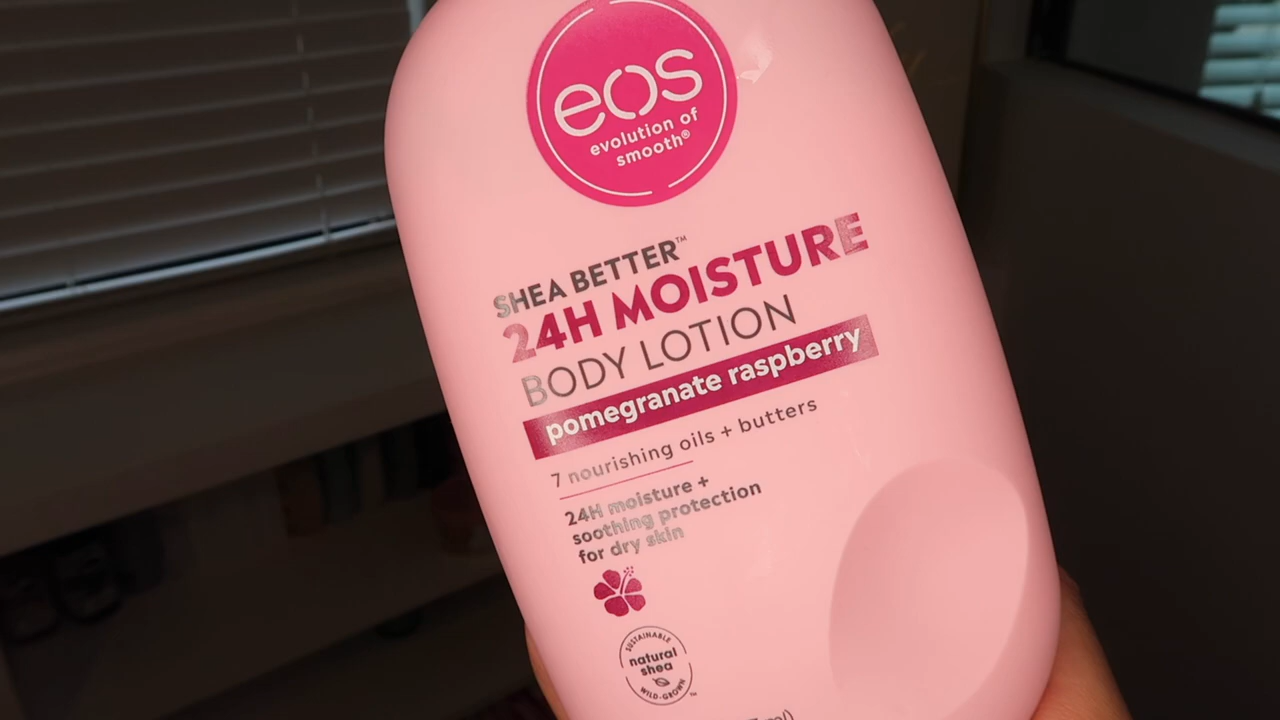 eos
evolution of
smooth®
SHEA BETTER™
24H MOISTURE
BODY LOTION
pomegranate raspberry
7 nourishing oils + butters
24H moisture +
soothing protection
for dry skin
SUSTAINABLE
natural
shea
WILD-GROWN
™